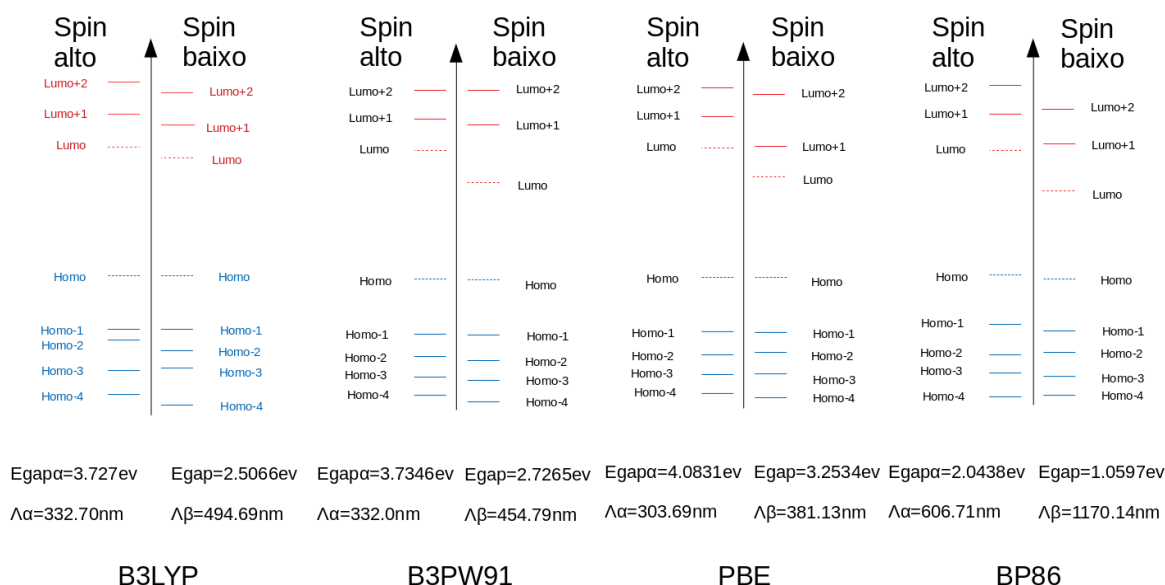 Spin
alto
Spin
baixo
Lumo+2
Lumo+2
Lumo+1
Lumo+1
Lumo
Lumo
Homo
Homo
Homo-1
Homo-1
Homo-2
Homo-2
Homo-3
Homo-3
Homo-4
Homo-4
Egapα=3.727ev
Egap=2.5066ev
Λα=332.70nm
Λβ=494.69nm
B3LYP
Spin
alto
Spin
baixo
Lumo+2
Lumo+2
Lumo+1
Lumo+1
Lumo
Lumo
Homo
Homo
Homo-1
Homo-1
Homo-2
Homo-2
Homo-3
Homo-3
Homo-4
Homo-4
Egapα=3.7346ev
Egap=2.7265ev
Λα=332.0nm
Λβ=454.79nm
B3PW91
Spin
alto
Spin
baixo
Lumo+2
Lumo+2
Lumo+1
Lumo+1
Lumo
Lumo
Homo
Homo
Homo-1
Homo-1
Homo-2
Homo-2
Homo-3
Homo-3
Homo-4
Homo-4
Egapα=4.0831ev
Egap=3.2534ev
Λα=303.69nm
Λβ=381.13nm
PBE
Spin
alto
Spin
baixo
Lumo+2
Lumo+2
Lumo+1
Lumo+1
Lumo
Lumo
Homo
Homo
Homo-1
Homo-1
Homo-2
Homo-2
Homo-3
Homo-3
Homo-4
Homo-4
Egapα=2.0438ev
Egap=1.0597ev
Λα=606.71nm
Λβ=1170.14nm
BP86